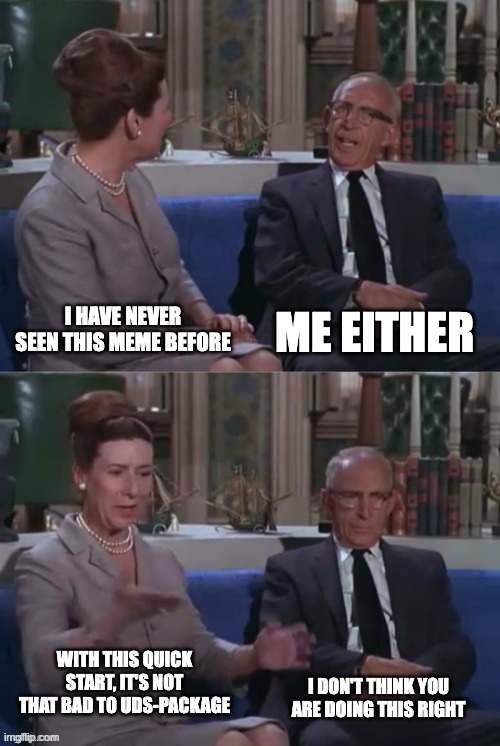 I HAVE NEVER
SEEN THIS MEME BEFORE
ME EITHER
WITH THIS QUICK
START, IT'S NOT
THAT BAD TO UDS-PACKAGE
I DON'T THINK YOU
ARE DOING THIS RIGHT
imgflip.com